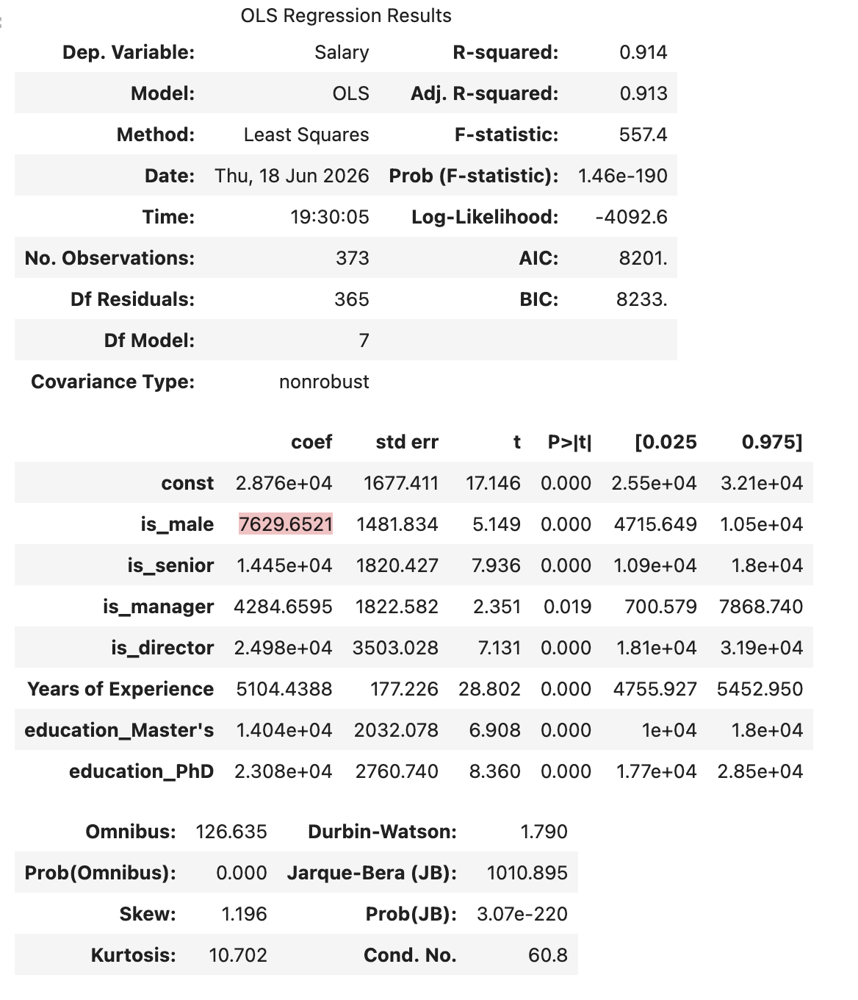 OLS Regression Results
Dep. Variable: Salary R-squared: 0.914
Model: OLS Adj. R-squared: 0.913
Method: Least Squares F-statistic: 557.4
Date: Thu, 18 Jun 2026 Prob (F-statistic): 1.46e-190
Time: 19:30:05 Log-Likelihood: -4092.6
No. Observations: 373 AIC: 8201.
Df Residuals: 365 BIC: 8233.
Df Model: 7
Covariance Type: nonrobust
coef std err t P>|t| [0.025 0.975]
const 2.876e+04 1677.411 17.146 0.000 2.55e+04 3.21e+04
is_male 7629.6521 1481.834 5.149 0.000 4715.649 1.05e+04
is_senior 1.445e+04 1820.427 7.936 0.000 1.09e+04 1.8e+04
is_manager 4284.6595 1822.582 2.351 0.019 700.579 7868.740
is_director 2.498e+04 3503.028 7.131 0.000 1.81e+04 3.19e+04
Years of Experience 5104.4388 177.226 28.802 0.000 4755.927 5452.950
education_Master's 1.404e+04 2032.078 6.908 0.000 1e+04 1.8e+04
education_PhD 2.308e+04 2760.740 8.360 0.000 1.77e+04 2.85e+04
Omnibus: 126.635 Durbin-Watson: 1.790
Prob(Omnibus): 0.000 Jarque-Bera (JB): 1010.895
Skew: 1.196 Prob(JB): 3.07e-220
Kurtosis: 10.702 Cond. No. 60.8